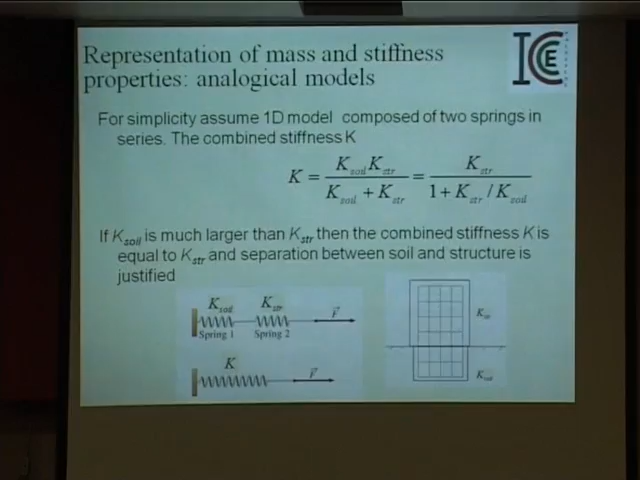 Representation of mass and stiffness
properties: analogical models
ICCE
For simplicity assume 1D model composed of two springs in
series. The combined stiffness K
K = K_soil K_str / (K_soil + K_str) = K_str / (1 + K_str / K_soil)
If K_soil is much larger than K_str then the combined stiffness K is
equal to K_str and separation between soil and structure is
justified
K_soil K_str F
Spring 1 Spring 2
K F
K_str
K_soil